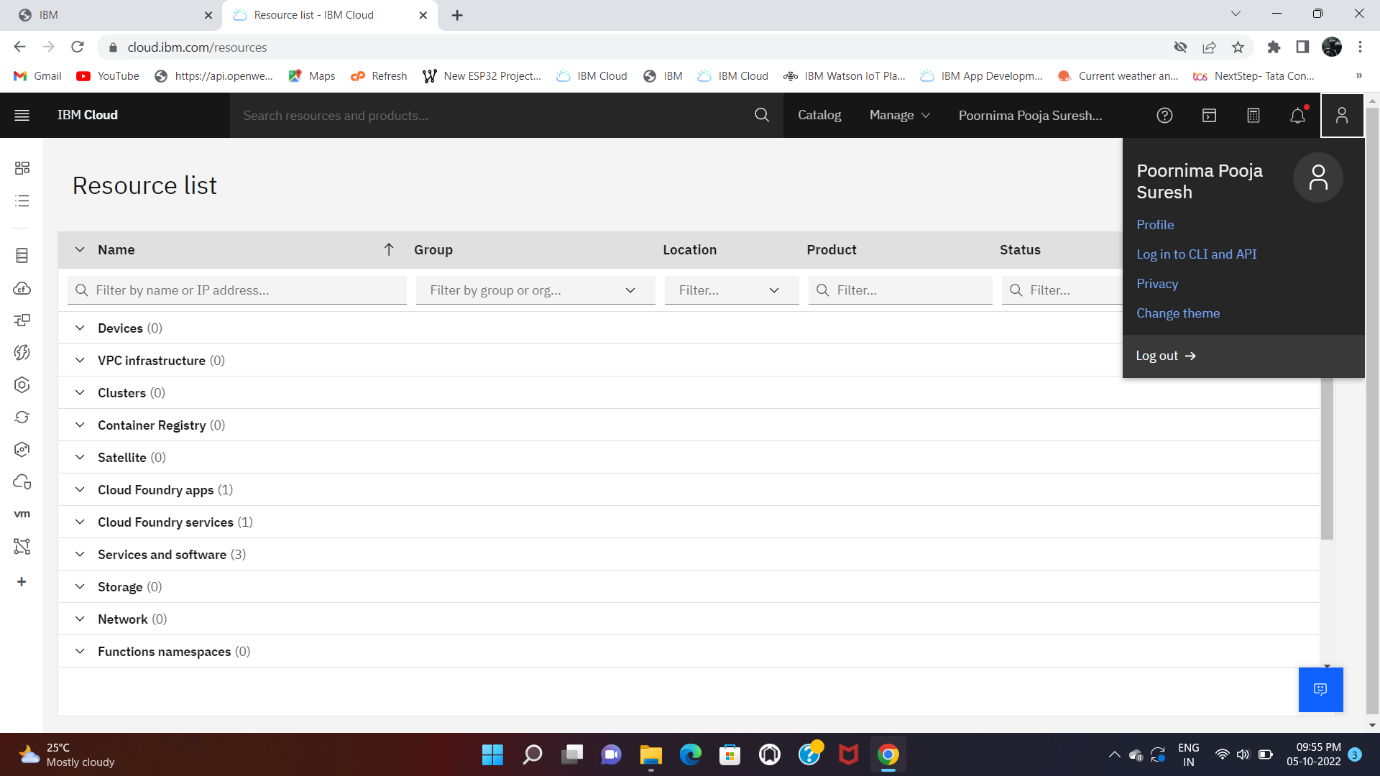 IBM
Resource list - IBM Cloud
cloud.ibm.com/resources
Gmail
YouTube
https://api.openwe...
Maps
Refresh
New ESP32 Project...
IBM Cloud
IBM
IBM Cloud
IBM Watson IoT Pla...
IBM App Developm...
Current weather an...
NextStep- Tata Con...
»
IBM Cloud
Search resources and products...
Catalog
Manage
Poornima Pooja Suresh...
Poornima Pooja
Suresh
Profile
Log in to CLI and API
Privacy
Change theme
Log out →
Resource list
Name
Group
Location
Product
Status
Filter by name or IP address...
Filter by group or org...
Filter...
Filter...
Filter...
Devices (0)
VPC infrastructure (0)
Clusters (0)
Container Registry (0)
Satellite (0)
Cloud Foundry apps (1)
Cloud Foundry services (1)
Services and software (3)
Storage (0)
Network (0)
Functions namespaces (0)
vm
25°C
Mostly cloudy
ENG
IN
09:55 PM
05-10-2022
3